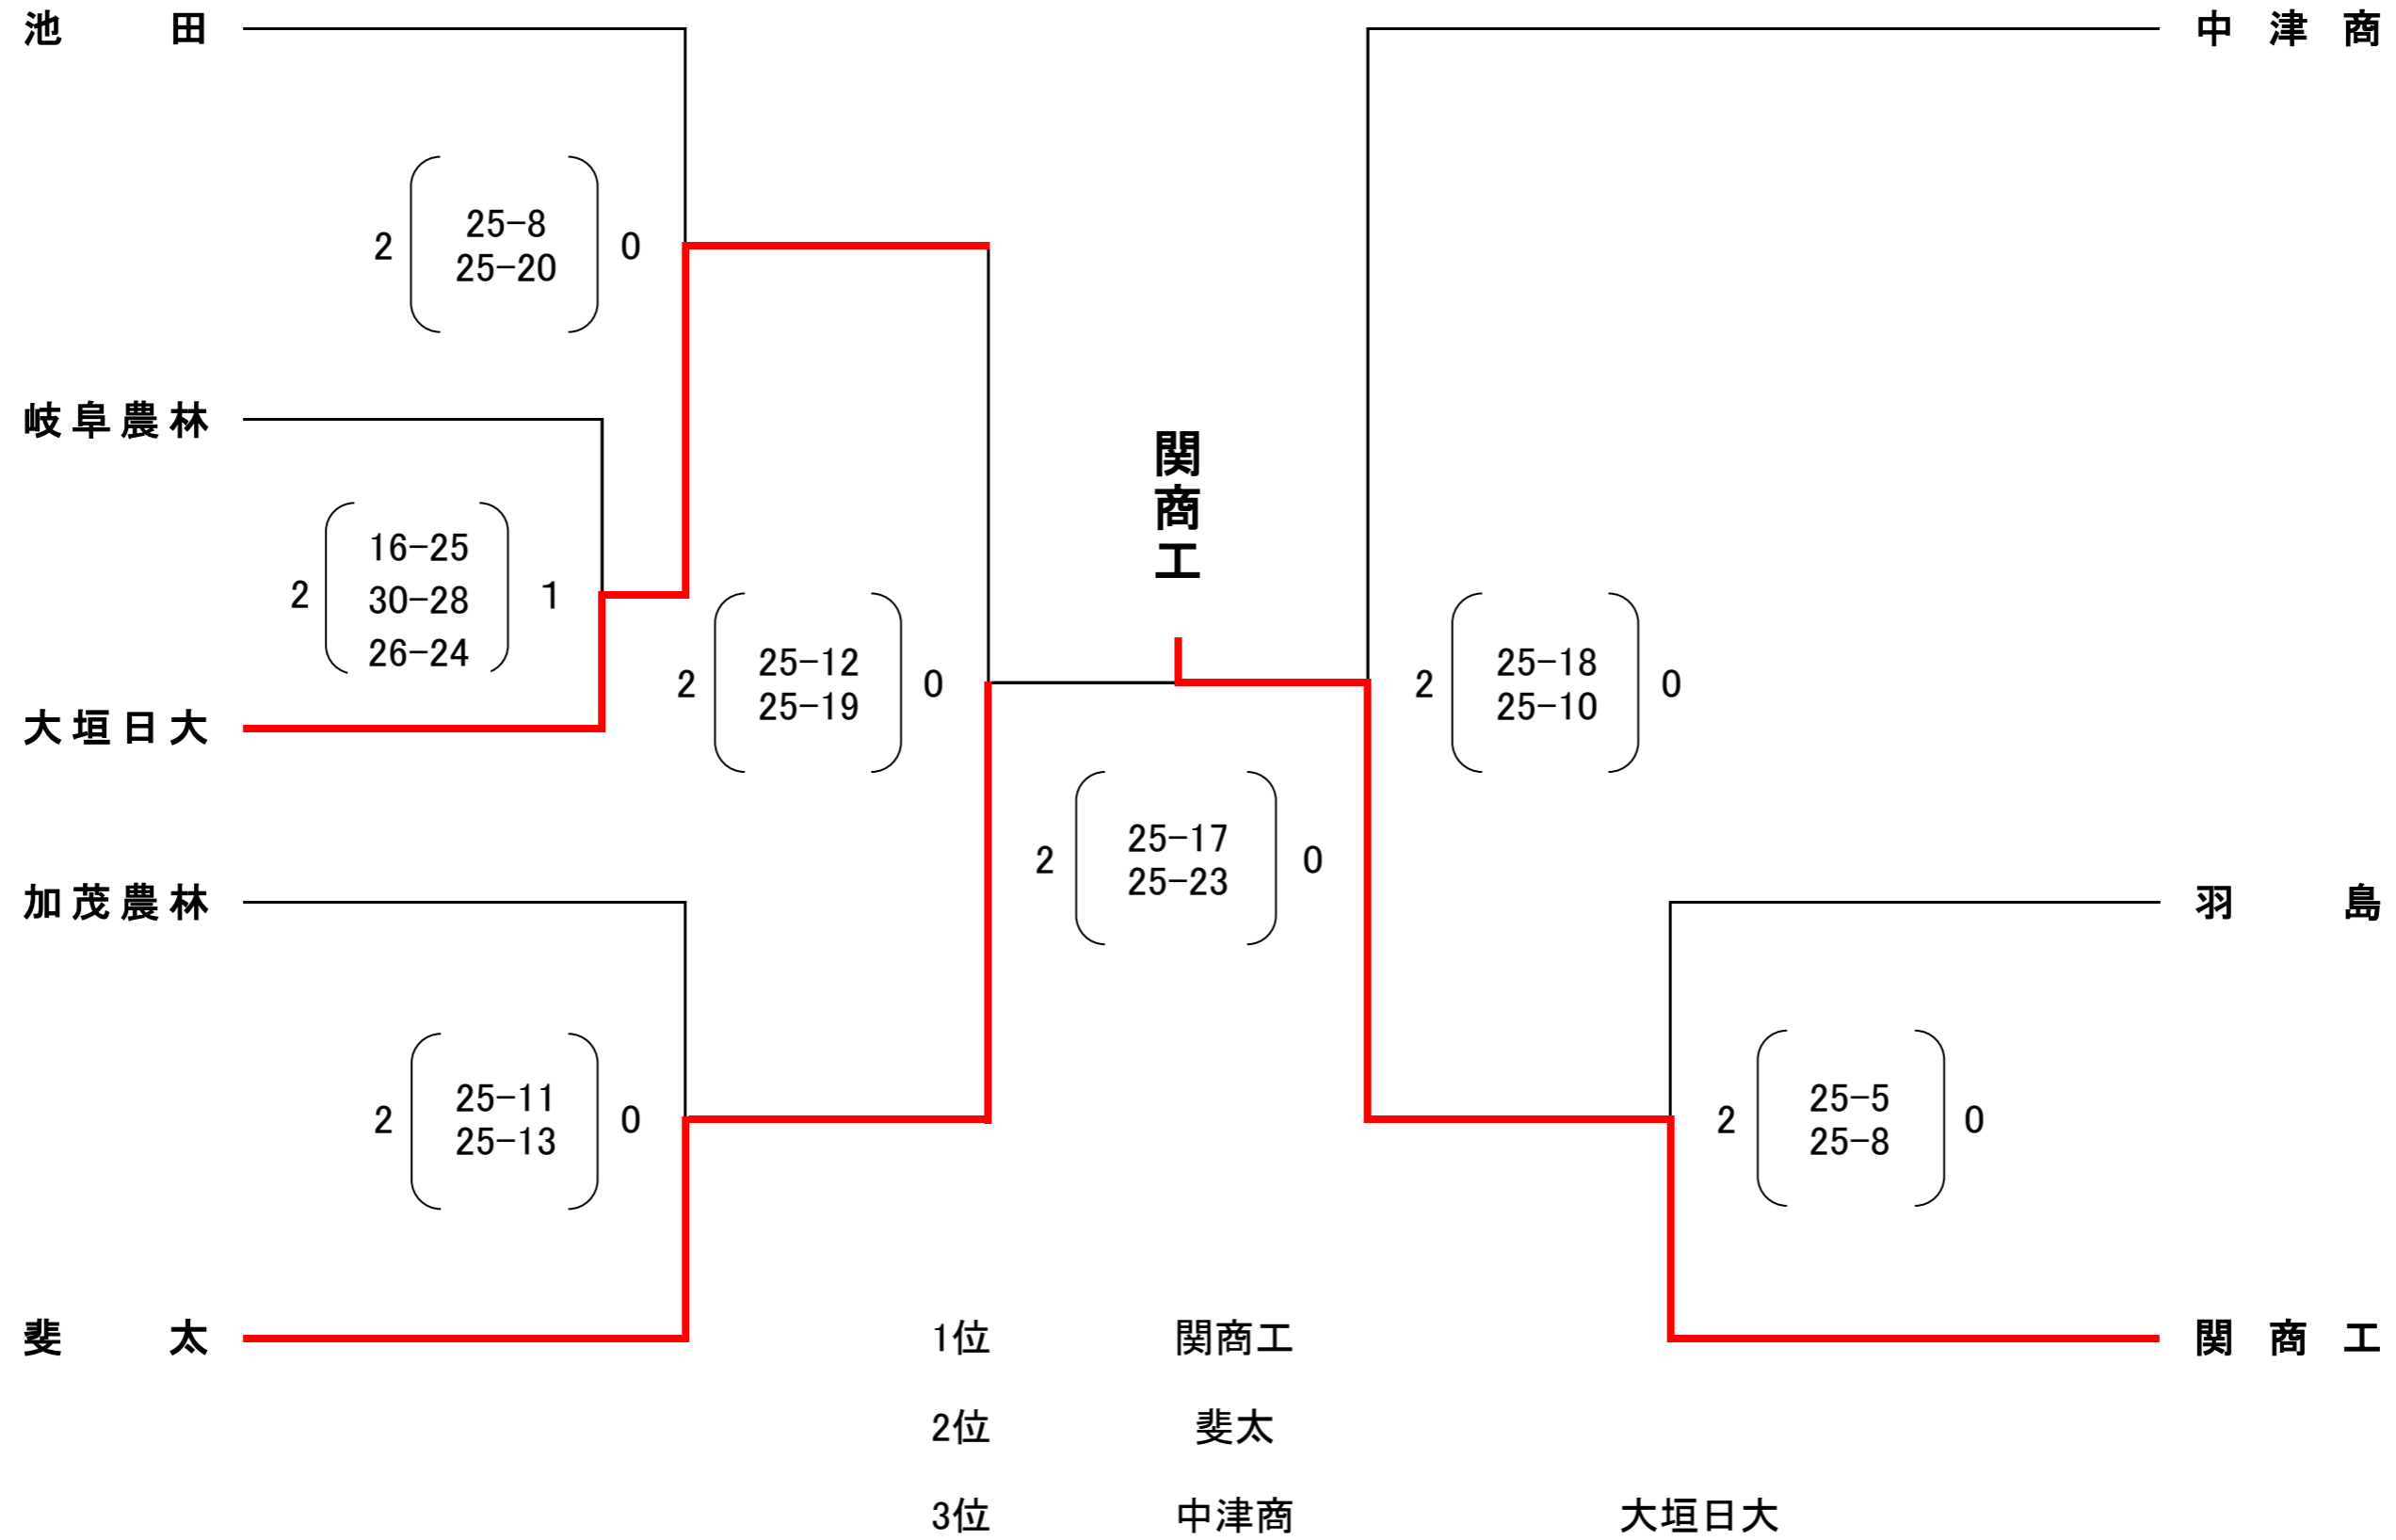 池田
中津商
2 25-8 0
25-20
岐阜農林
関商工
2 16-25 1
30-28
26-24
大垣日大
2 25-12 0
25-19
2 25-18 0
25-10
2 25-17 0
25-23
加茂農林
羽島
2 25-11 0
25-13
2 25-5 0
25-8
斐太
関商工
1位 関商工
2位 斐太
3位 中津商 大垣日大